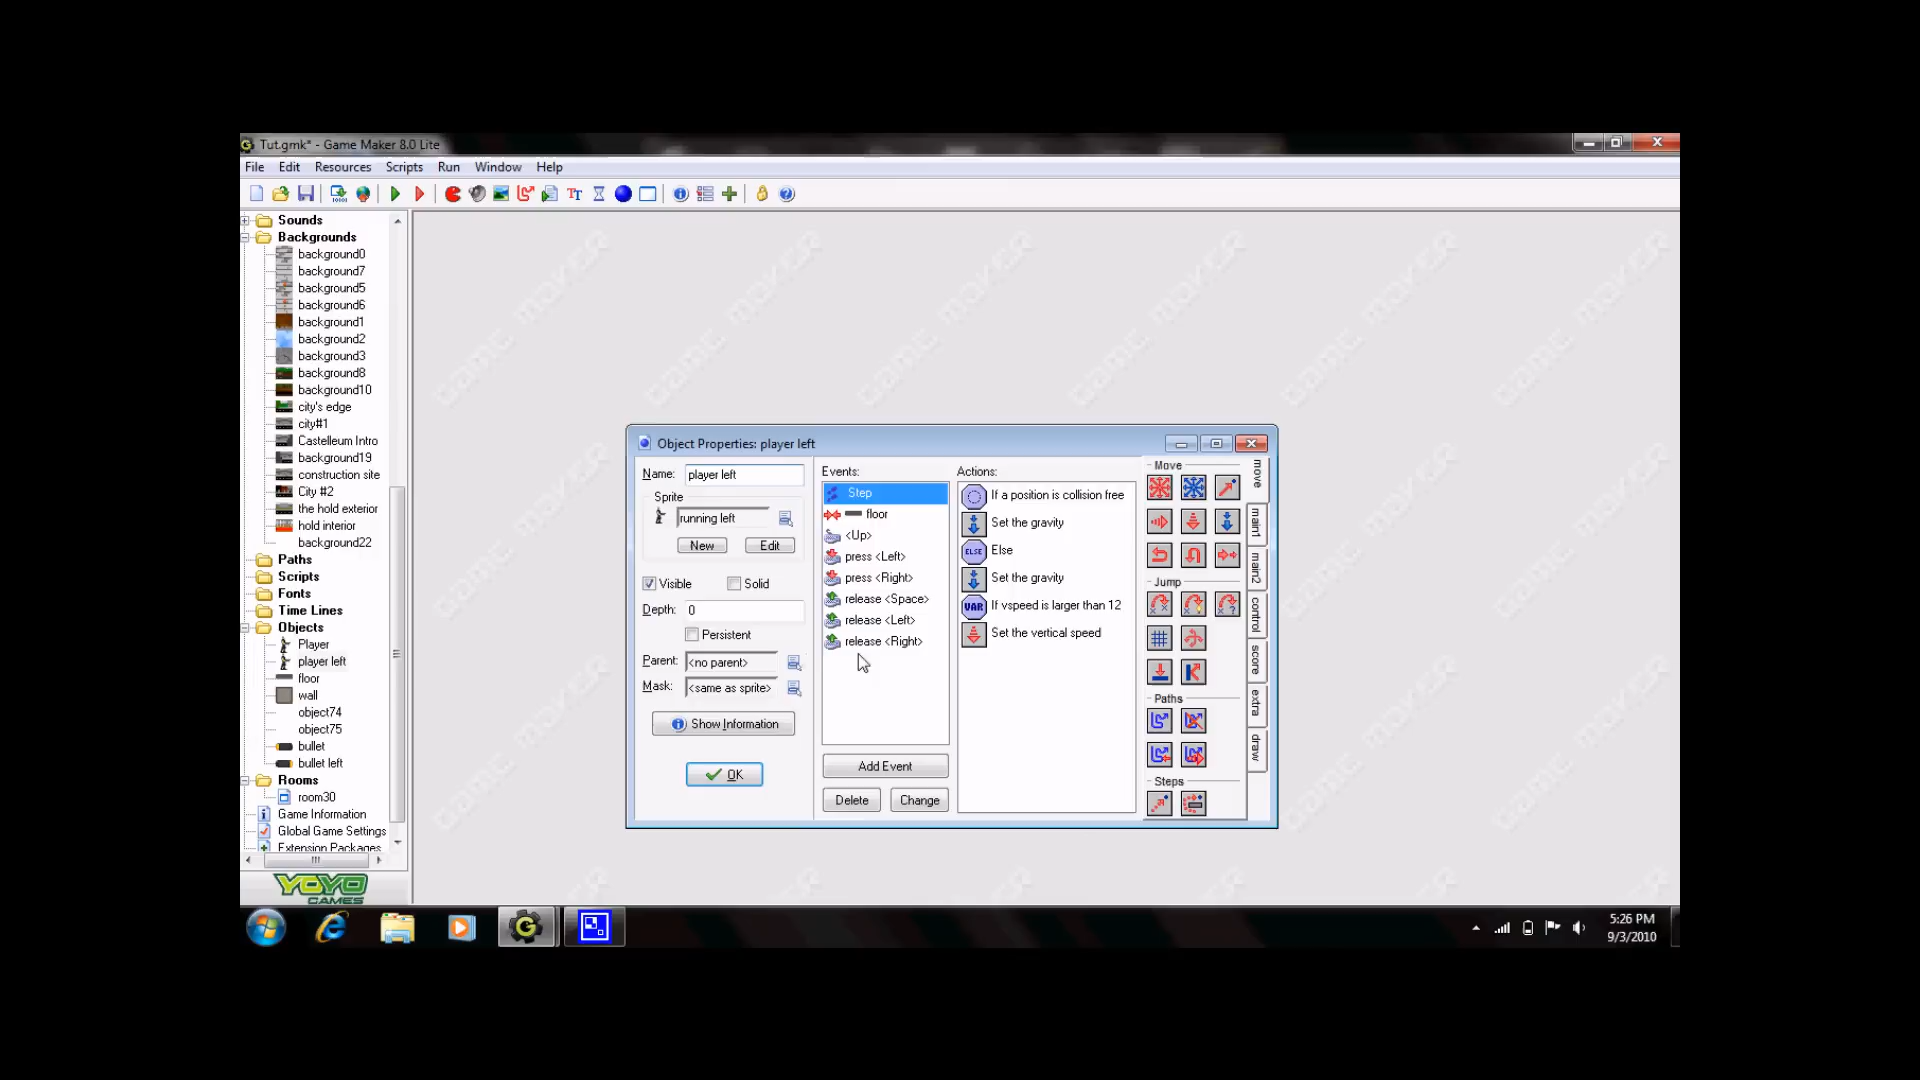 Tut.gmk* - Game Maker 8.0 Lite
File Edit Resources Scripts Run Window Help
Sounds
Backgrounds
background0
background7
background5
background6
background1
background2
background3
background8
background10
city's edge
city#1
Castelleum Intro
background19
construction site
City #2
the hold exterior
hold interior
background22
Paths
Scripts
Fonts
Time Lines
Objects
Player
player left
floor
wall
object74
object75
bullet
bullet left
Rooms
room30
Game Information
Global Game Settings
Extension Packages
YOYO
GAMES
Object Properties: player left
Name: player left
Sprite
running left
New Edit
Visible Solid
Depth: 0
Persistent
Parent: <no parent>
Mask: <same as sprite>
Show Information
OK
Events:
Step
floor
<Up>
press <Left>
press <Right>
release <Space>
release <Left>
release <Right>
Add Event
Delete Change
Actions:
If a position is collision free
Set the gravity
ELSE Else
Set the gravity
VAR If vspeed is larger than 12
Set the vertical speed
Move
Jump
Paths
Steps
move
main1
main2
control
score
extra
draw
game maker
5:26 PM
9/3/2010